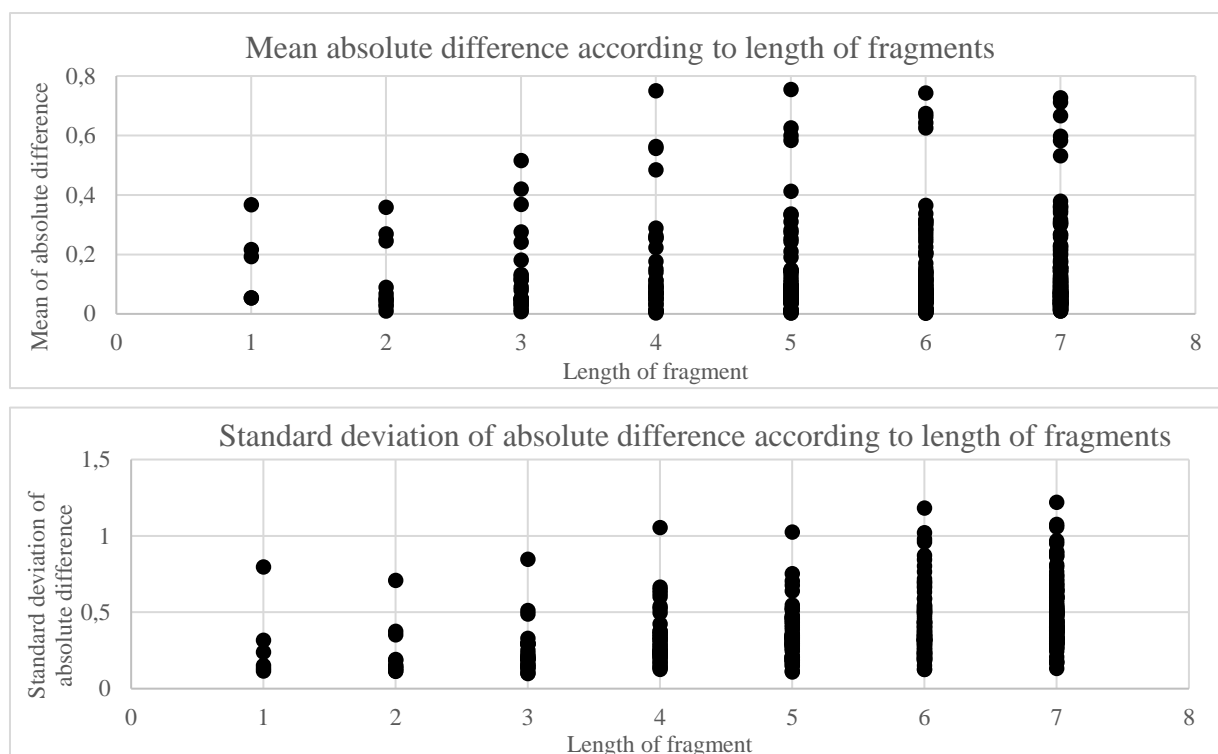 Mean absolute difference according to length of fragments
Mean of absolute difference
0,8
0,6
0,4
0,2
0
0 1 2 3 4 5 6 7 8
Length of fragment
Standard deviation of absolute difference according to length of fragments
Standard deviation of
absolute difference
1,5
1
0,5
0
0 1 2 3 4 5 6 7 8
Length of fragment